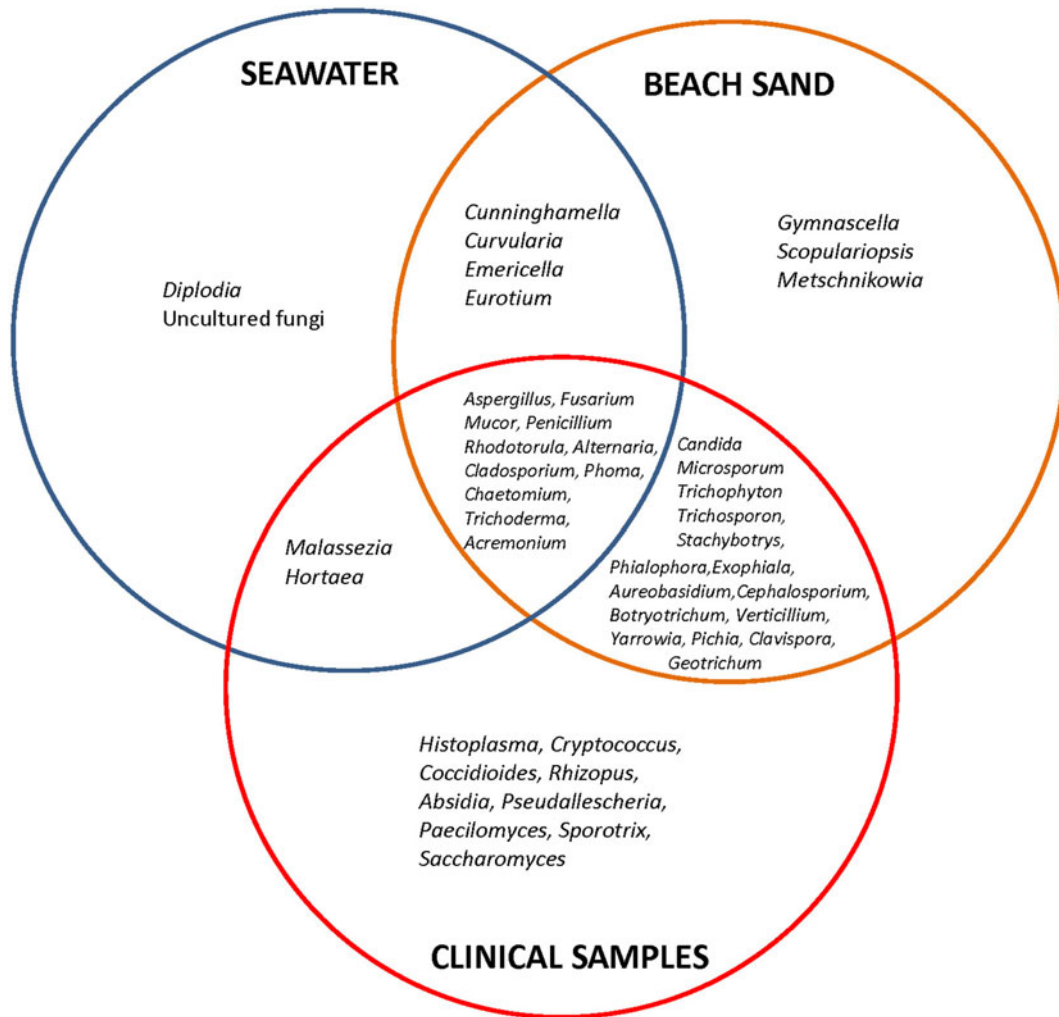 SEAWATER
BEACH SAND
Cunninghamella
Curvularia
Emericella
Eurotium
Gymnascella
Scopulariopsis
Metschnikowia
Diplodia
Uncultured fungi
Aspergillus, Fusarium
Mucor, Penicillium
Rhodotorula, Alternaria,
Cladosporium, Phoma,
Chaetomium,
Trichoderma,
Acremonium
Candida
Microsporum
Trichophyton
Trichosporon,
Stachybotrys,
Phialophora,Exophiala,
Aureobasidium,Cephalosporium,
Botryotrichum, Verticillium,
Yarrowia, Pichia, Clavispora,
Geotrichum
Malassezia
Hortaea
Histoplasma, Cryptococcus,
Coccidioides, Rhizopus,
Absidia, Pseudallescheria,
Paecilomyces, Sporotrix,
Saccharomyces
CLINICAL SAMPLES